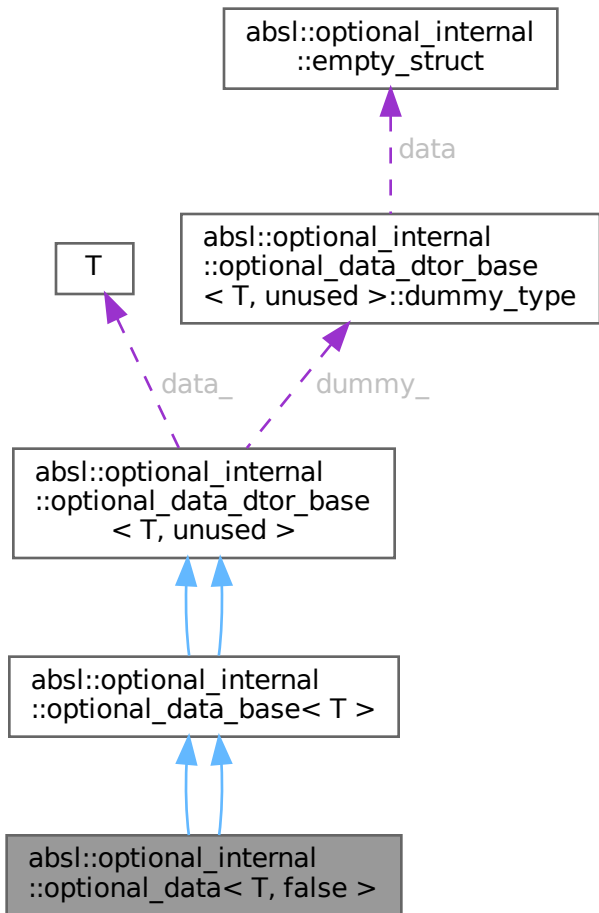 absl::optional_internal
::empty_struct
data
absl::optional_internal
::optional_data_dtor_base
< T, unused >::dummy_type
T
data_
dummy_
absl::optional_internal
::optional_data_dtor_base
< T, unused >
absl::optional_internal
::optional_data_base< T >
absl::optional_internal
::optional_data< T, false >